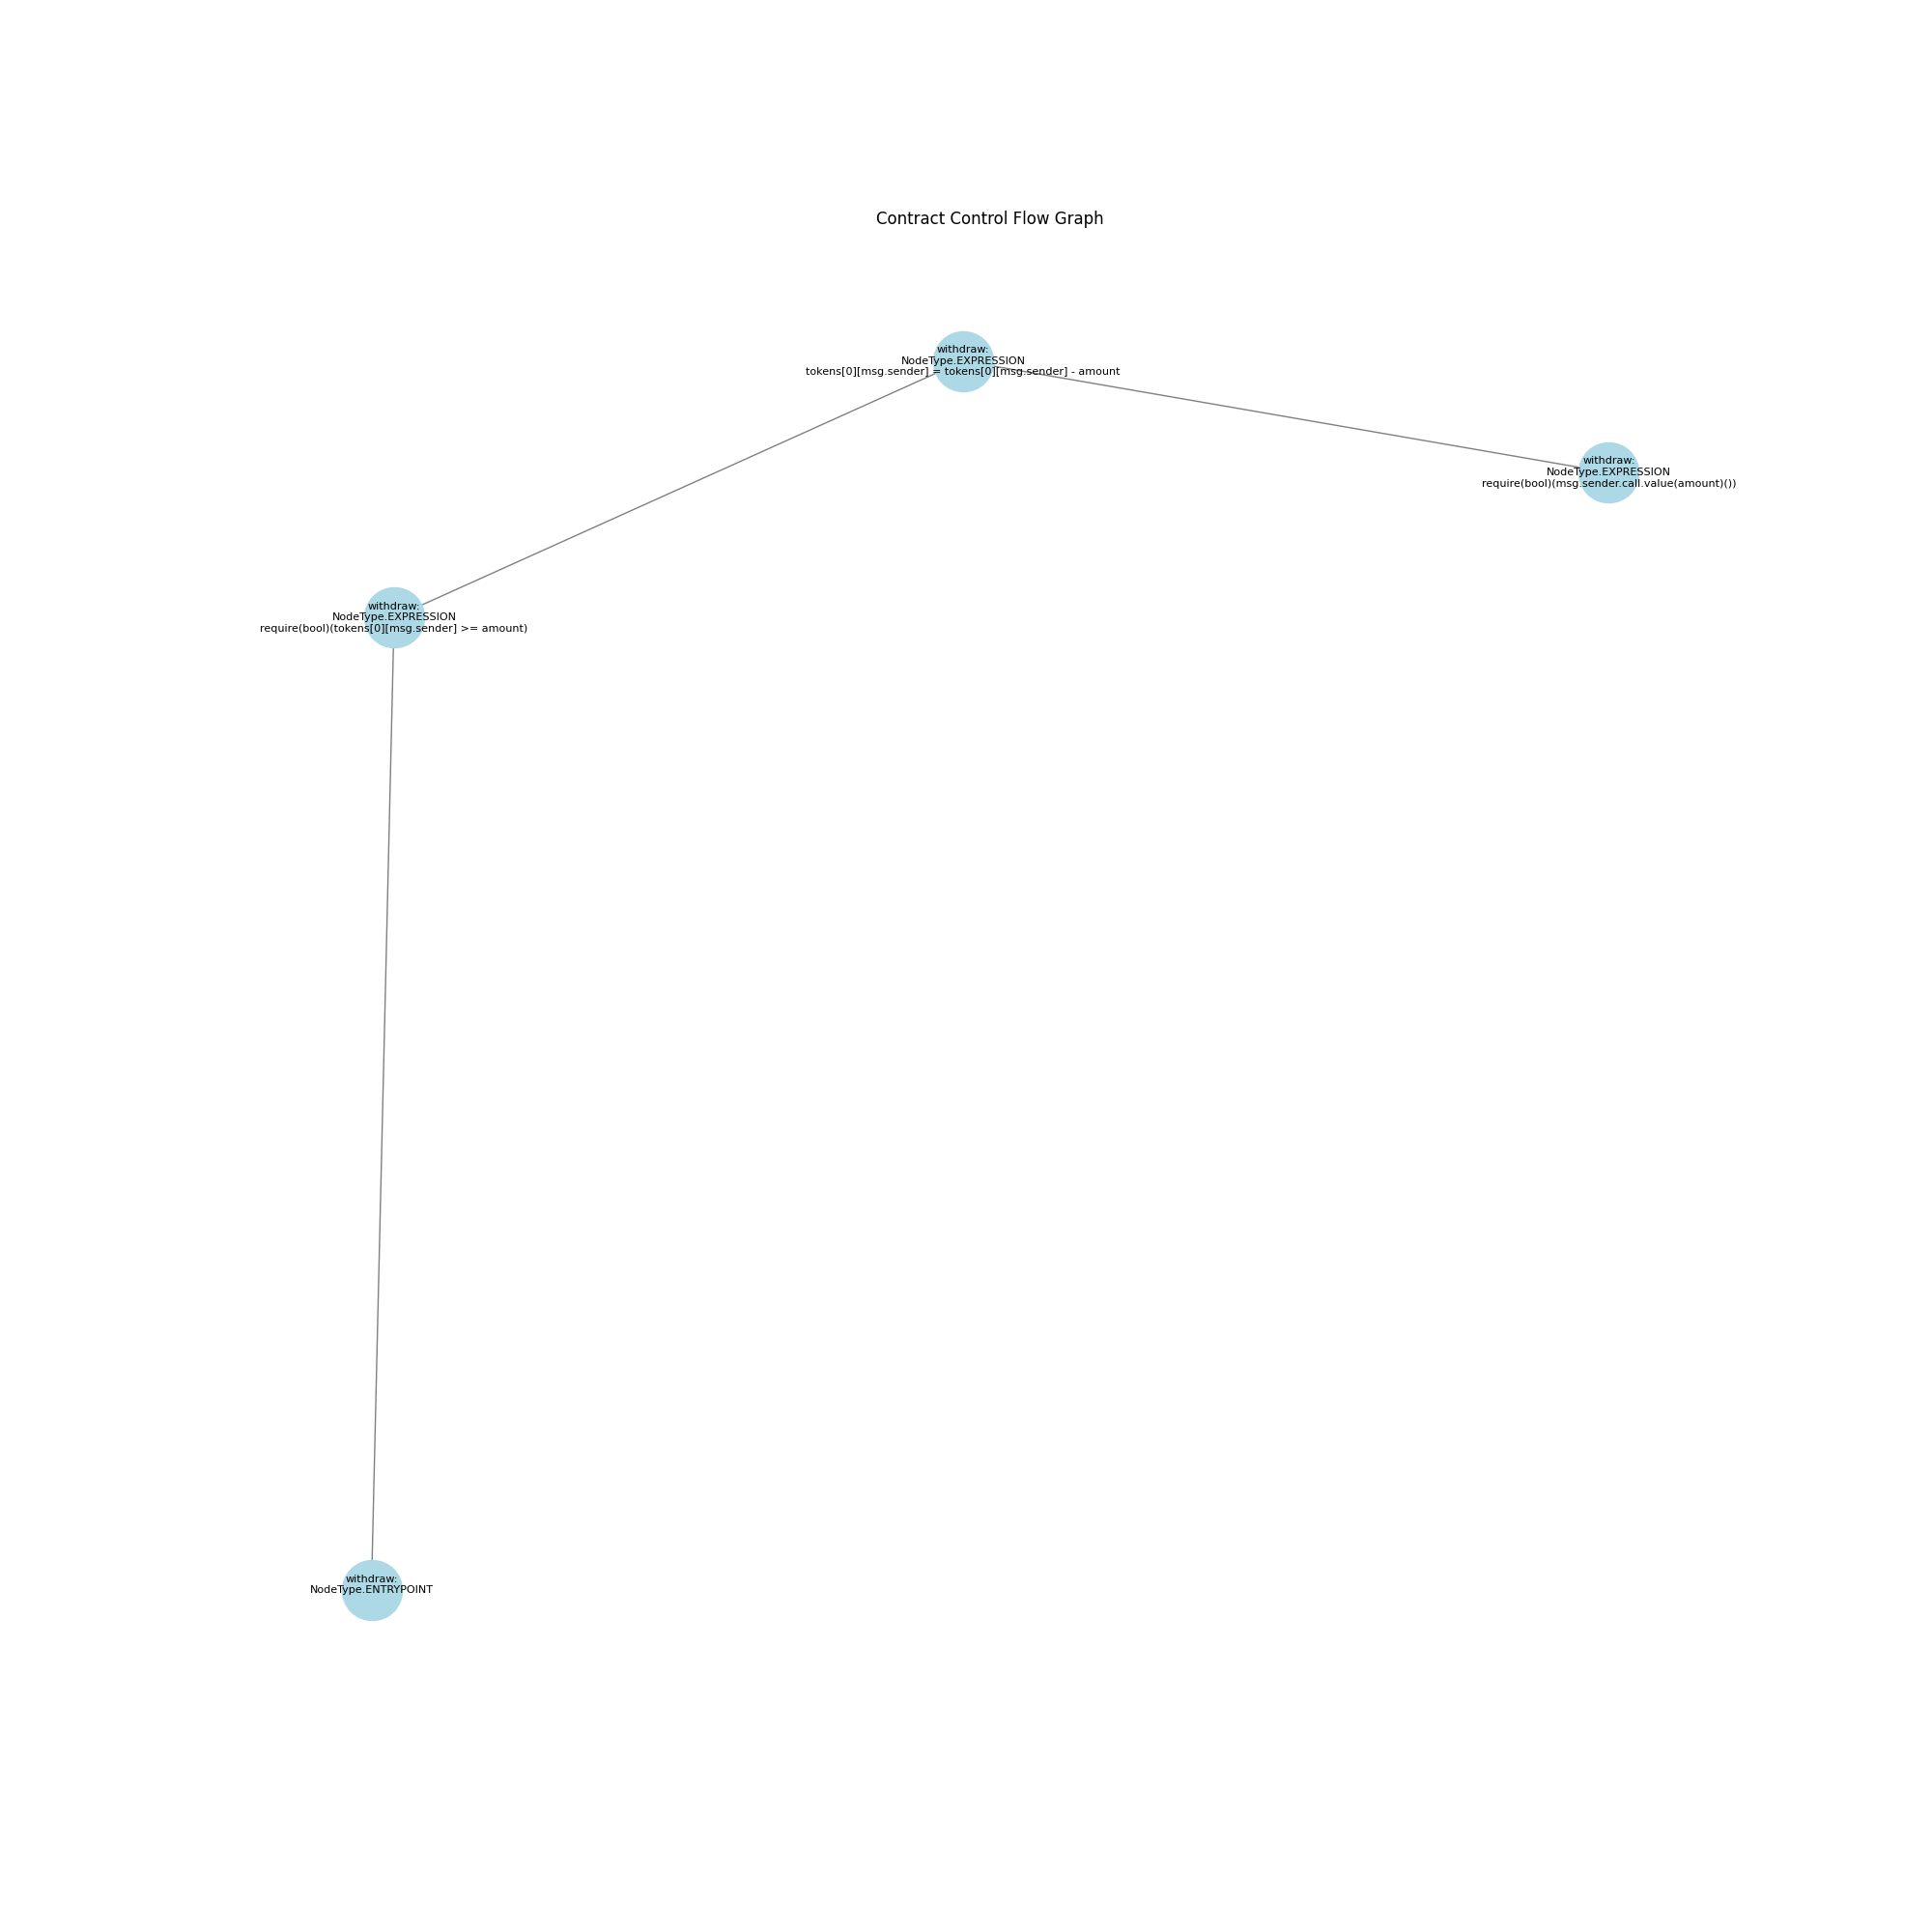 Contract Control Flow Graph
withdraw:
NodeType.EXPRESSION
tokens[0][msg.sender] = tokens[0][msg.sender] - amount
withdraw:
NodeType.EXPRESSION
require(bool)(msg.sender.call.value(amount)())
withdraw:
NodeType.EXPRESSION
require(bool)(tokens[0][msg.sender] >= amount)
withdraw:
NodeType.ENTRYPOINT